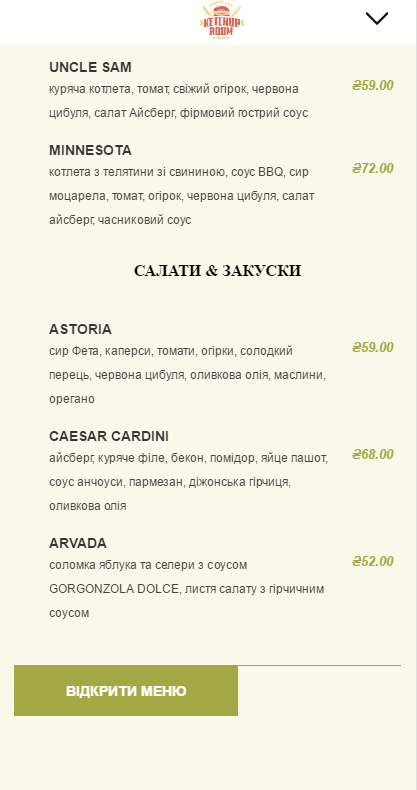 KETCHUP
ROOM
UNCLE SAM
куряча котлета, томат, свіжий огірок, червона
₴59.00
цибуля, салат Айсберг, фірмовий гострий соус
MINNESOTA
котлета з телятини зі свининою, соус BBQ, сир
₴72.00
моцарела, томат, огірок, червона цибуля, салат
айсберг, часниковий соус
САЛАТИ & ЗАКУСКИ
ASTORIA
сир Фета, каперси, томати, огірки, солодкий
₴59.00
перець, червона цибуля, оливкова олія, маслини,
орегано
CAESAR CARDINI
айсберг, куряче філе, бекон, помідор, яйце пашот,
₴68.00
соус анчоуси, пармезан, діжонська гірчиця,
оливкова олія
ARVADA
соломка яблука та селери з соусом
₴52.00
GORGONZOLA DOLCE, листя салату з гірчичним
соусом
ВІДКРИТИ МЕНЮ